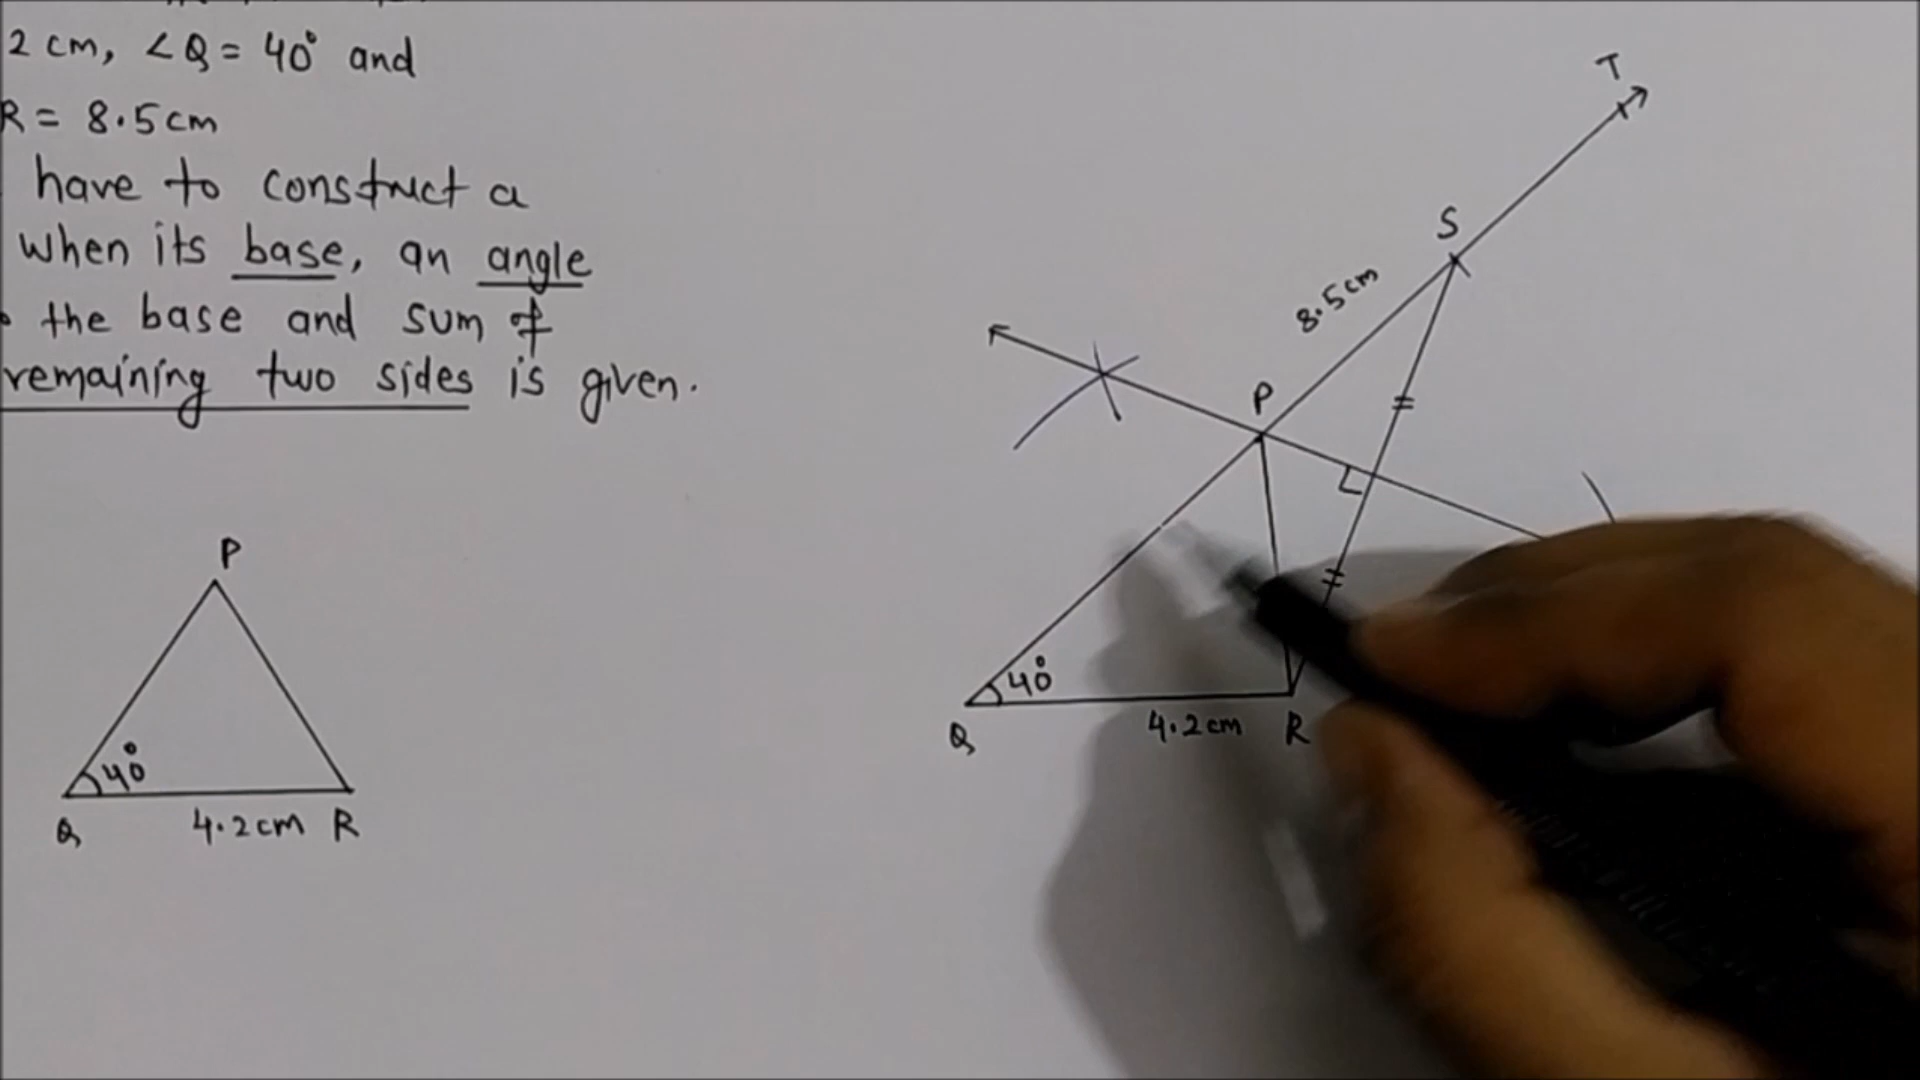 2 cm, ∠Q = 40° and
R = 8.5cm
have to construct a
when its base, an angle
the base and sum of
remaining two sides is given.
P
40°
Q 4.2cm R
T
S
8.5cm
P
40°
Q 4.2cm R